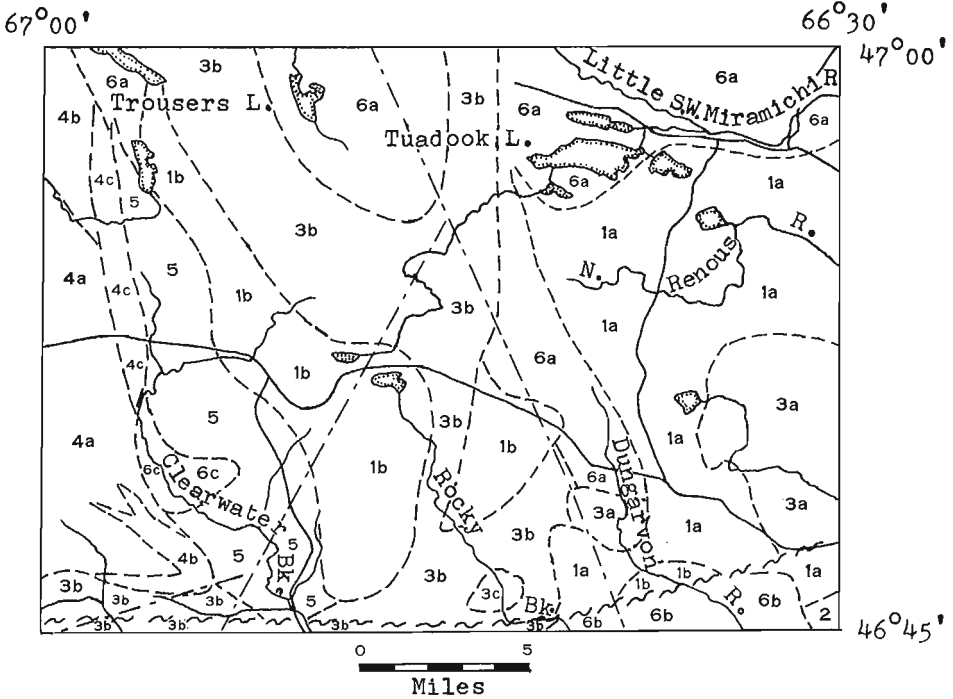 67°00' 66°30'
47°00'
6a 3b 6a 3b 6a Little S.W. Miramichi R 6a
4b Trousers L. 6a
Tuadook L.
4c 1b 6a 1a
5
3b 1a R.
4a 5 N. Renous
4c 1b 3b 1a
1a
4c 1b 6a
5 3b 3a
4a 1b 1b 1a
6c 6c Clearwater Rocky 6a Dungarvon
3a 3a
4b 5 5 3b 1a
3b 3b Bk. 3b 1a 1b 1b 1a
3b 5 3c Bk. R. 6b
3b 3b 3b 6b 6b 2
46°45'
0 5
Miles